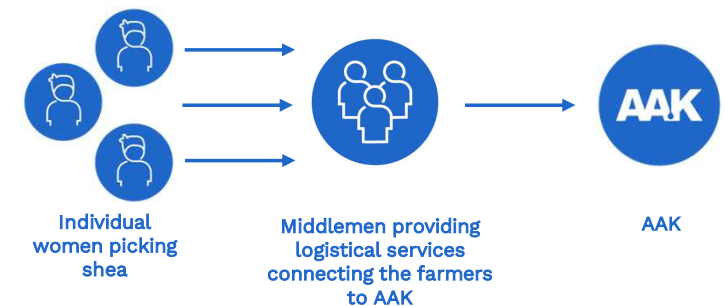 AAK
Individual
women picking
shea
Middlemen providing
logistical services
connecting the farmers
to AAK
AAK